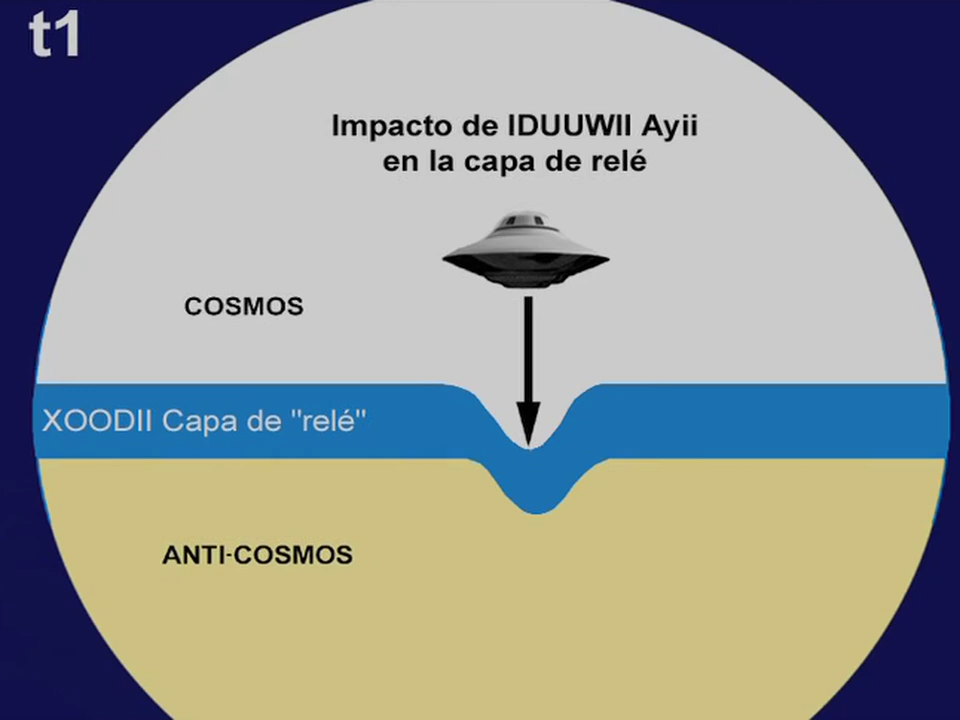 t1
Impacto de IDUUWII Ayii
en la capa de relé
COSMOS
XOODII Capa de "relé"
ANTI-COSMOS